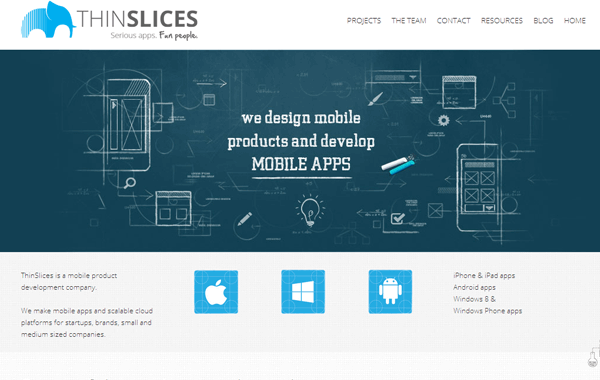 THINSLICES
Serious apps. Fun people.
PROJECTS THE TEAM CONTACT RESOURCES BLOG HOME
we design mobile
products and develop
MOBILE APPS
ThinSlices is a mobile product
development company.
We make mobile apps and scalable cloud
platforms for startups, brands, small and
medium sized companies.
iPhone & iPad apps
Android apps
Windows 8 &
Windows Phone apps